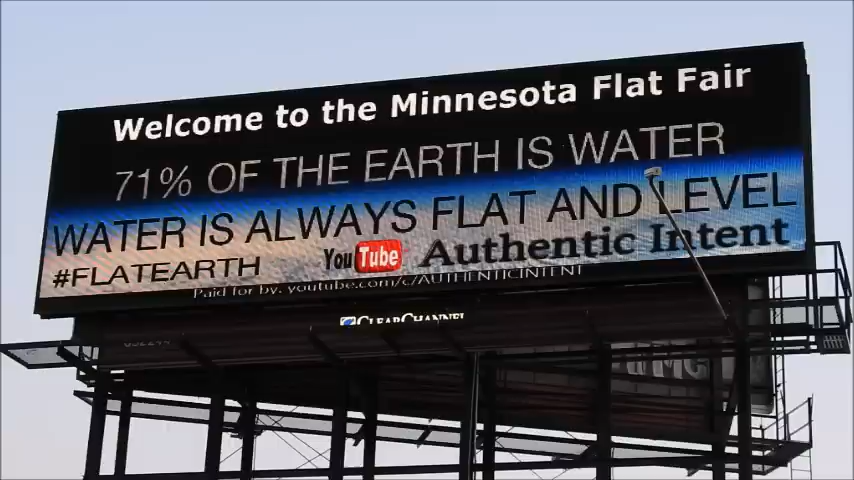 Welcome to the Minnesota Flat Fair
71% OF THE EARTH IS WATER
WATER IS ALWAYS FLAT AND LEVEL
#FLATEARTH YouTube Authentic Intent
Paid for by: youtube.com/c/AUTHENTICINTENT
CLEARCHANNEL